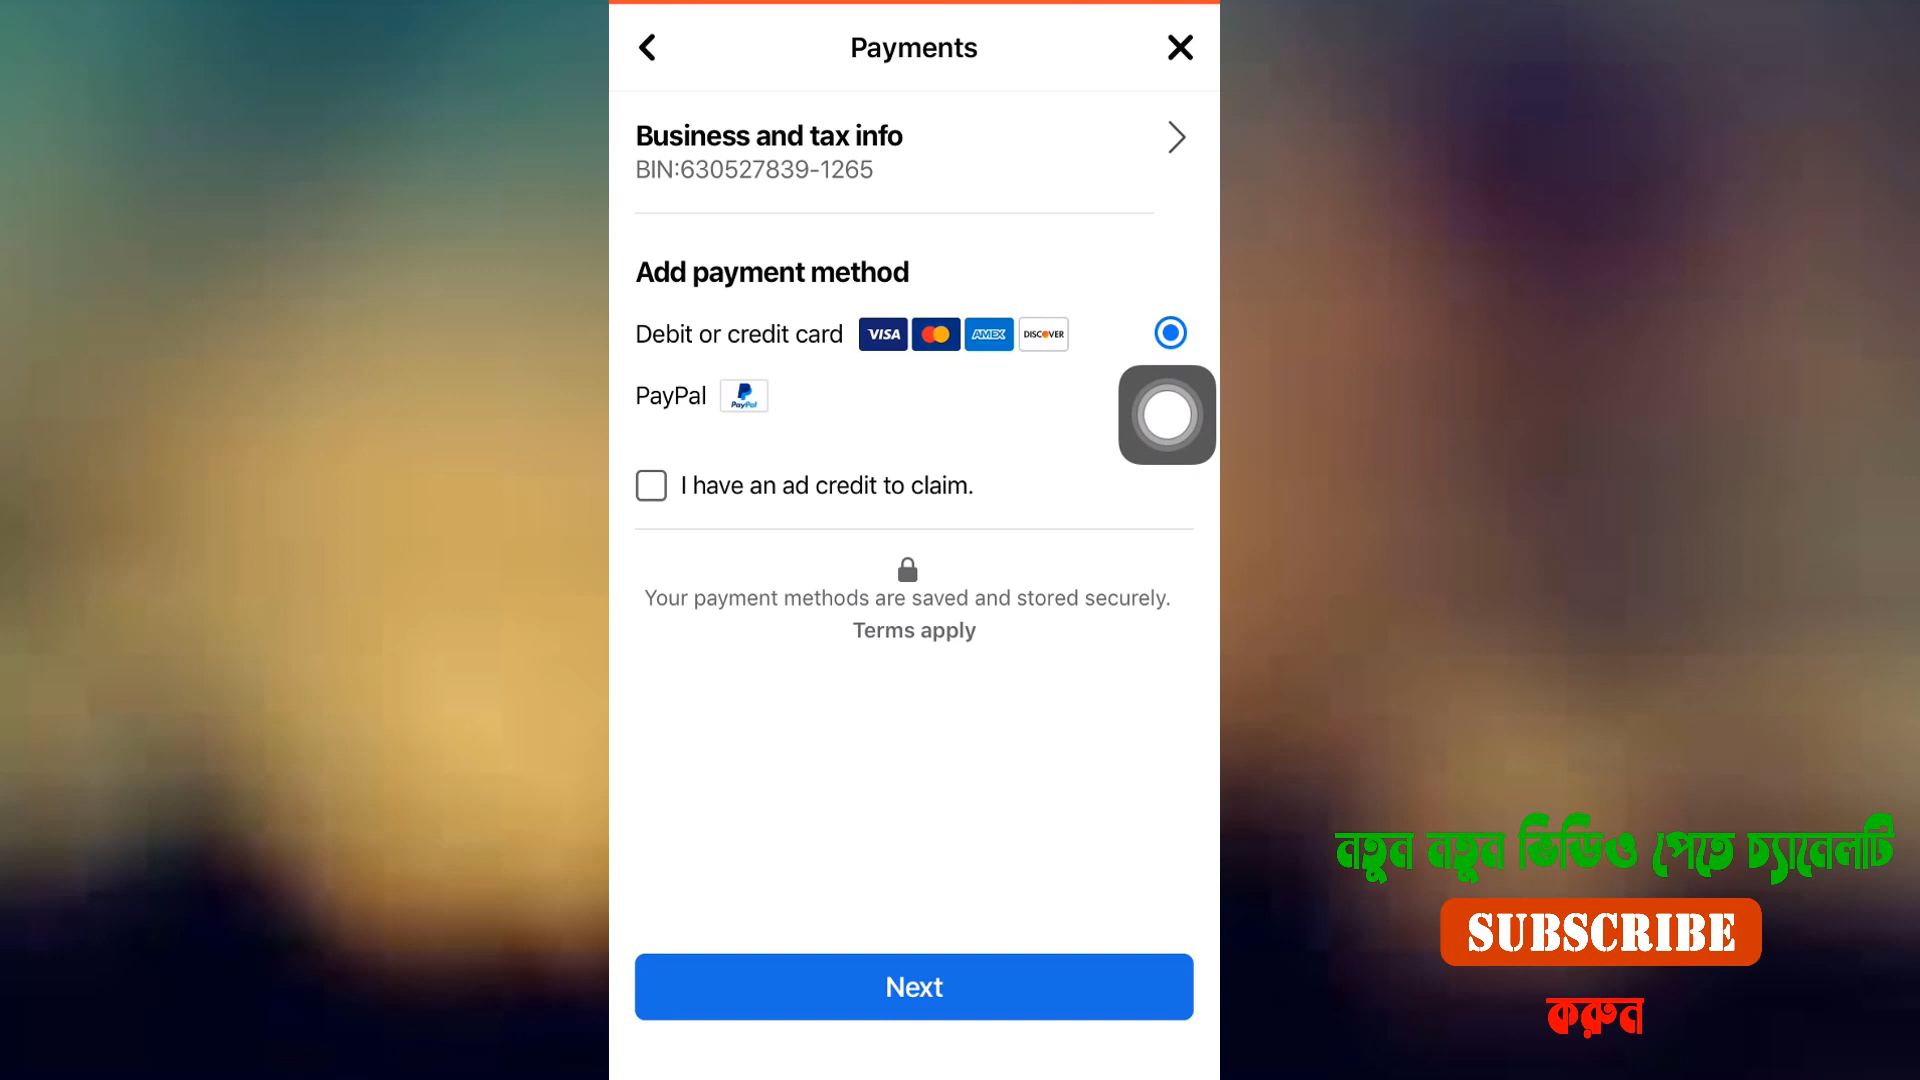 Payments
Business and tax info
BIN:630527839-1265
Add payment method
Debit or credit card VISA AMEX DISCOVER
PayPal PayPal
I have an ad credit to claim.
Your payment methods are saved and stored securely.
Terms apply
Next
নতুন নতুন ভিডিও পেতে চ্যানেলটি
SUBSCRIBE
করুন